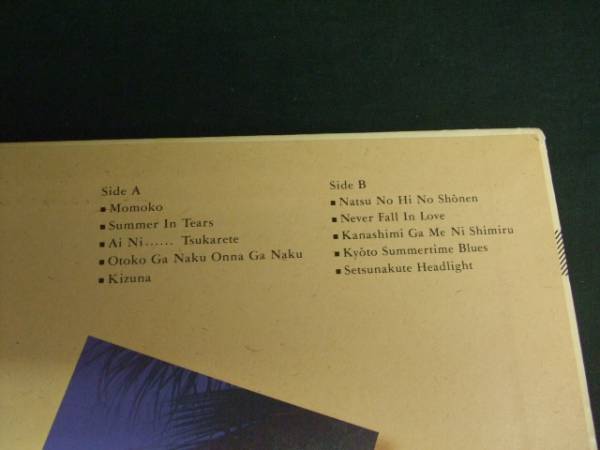 Side A
■ Momoko
■ Summer In Tears
■ Ai Ni...... Tsukarete
■ Otoko Ga Naku Onna Ga Naku
■ Kizuna
Side B
■ Natsu No Hi No Shōnen
■ Never Fall In Love
■ Kanashimi Ga Me Ni Shimiru
■ Kyōto Summertime Blues
■ Setsunakute Headlight